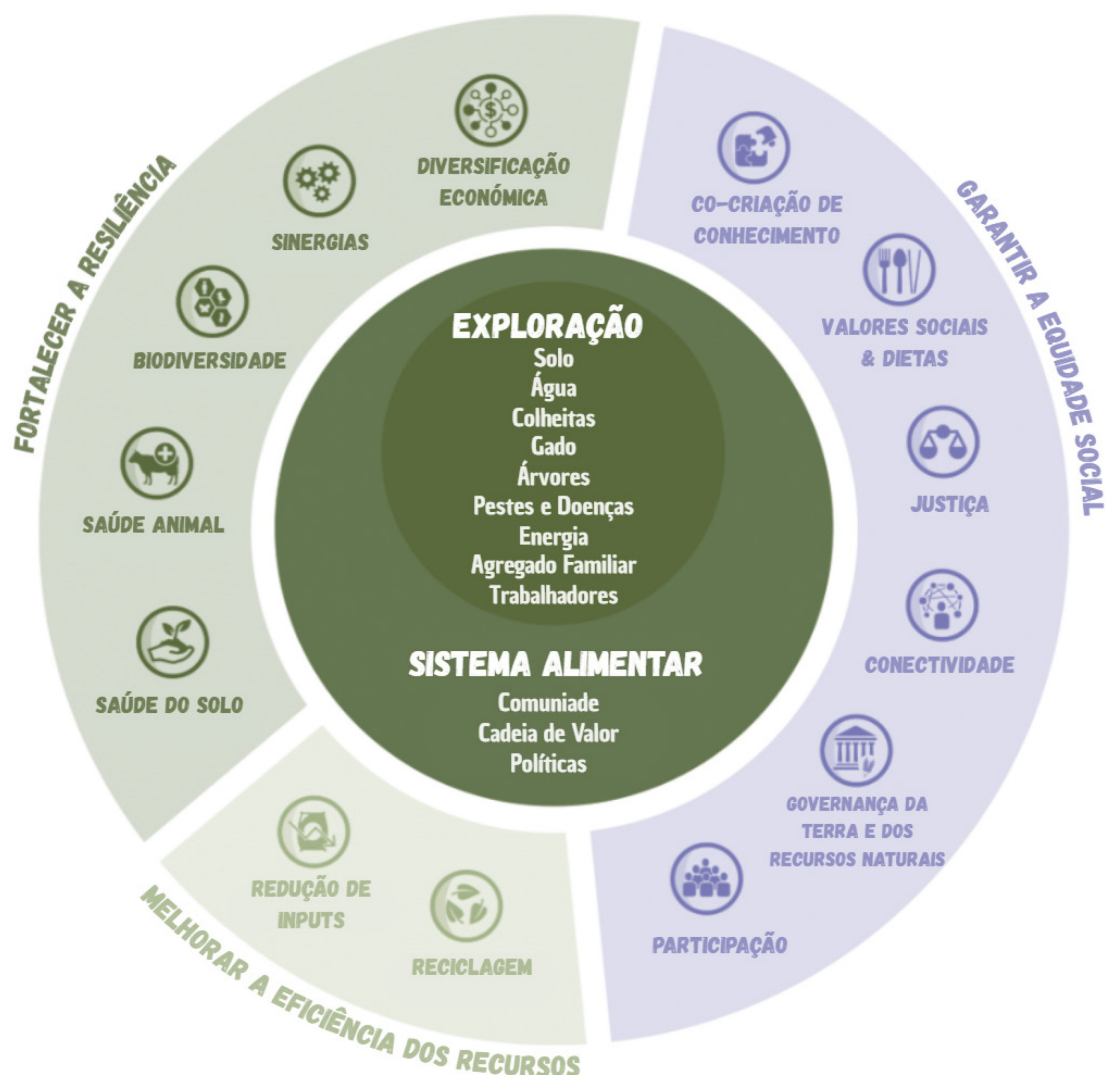 FORTALECER A RESILIÊNCIA
DIVERSIFICAÇÃO
ECONÓMICA
SINERGIAS
BIODIVERSIDADE
SAÚDE ANIMAL
SAÚDE DO SOLO
MELHORAR A EFICIÊNCIA DOS RECURSOS
REDUÇÃO DE
INPUTS
RECICLAGEM
GARANTIR A EQUIDADE SOCIAL
CO-CRIAÇÃO DE
CONHECIMENTO
VALORES SOCIAIS
& DIETAS
JUSTIÇA
CONECTIVIDADE
GOVERNANÇA DA
TERRA E DOS
RECURSOS NATURAIS
PARTICIPAÇÃO
EXPLORAÇÃO
Solo
Água
Colheitas
Gado
Árvores
Pestes e Doenças
Energia
Agregado Familiar
Trabalhadores
SISTEMA ALIMENTAR
Comuniade
Cadeia de Valor
Políticas
$